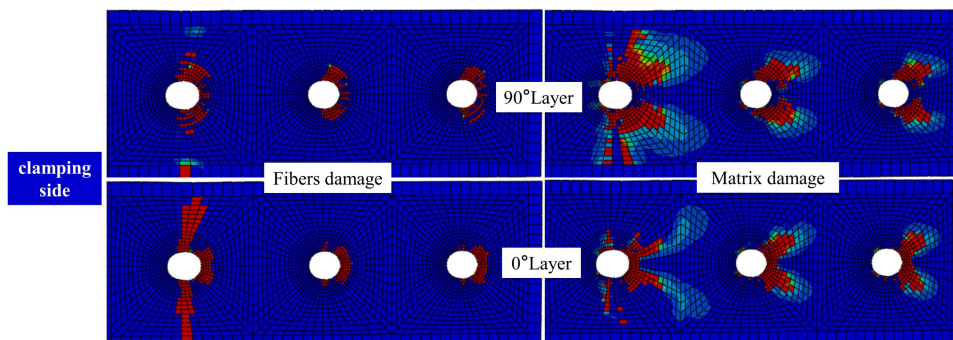 90°Layer
clamping
side
Fibers damage
Matrix damage
0°Layer